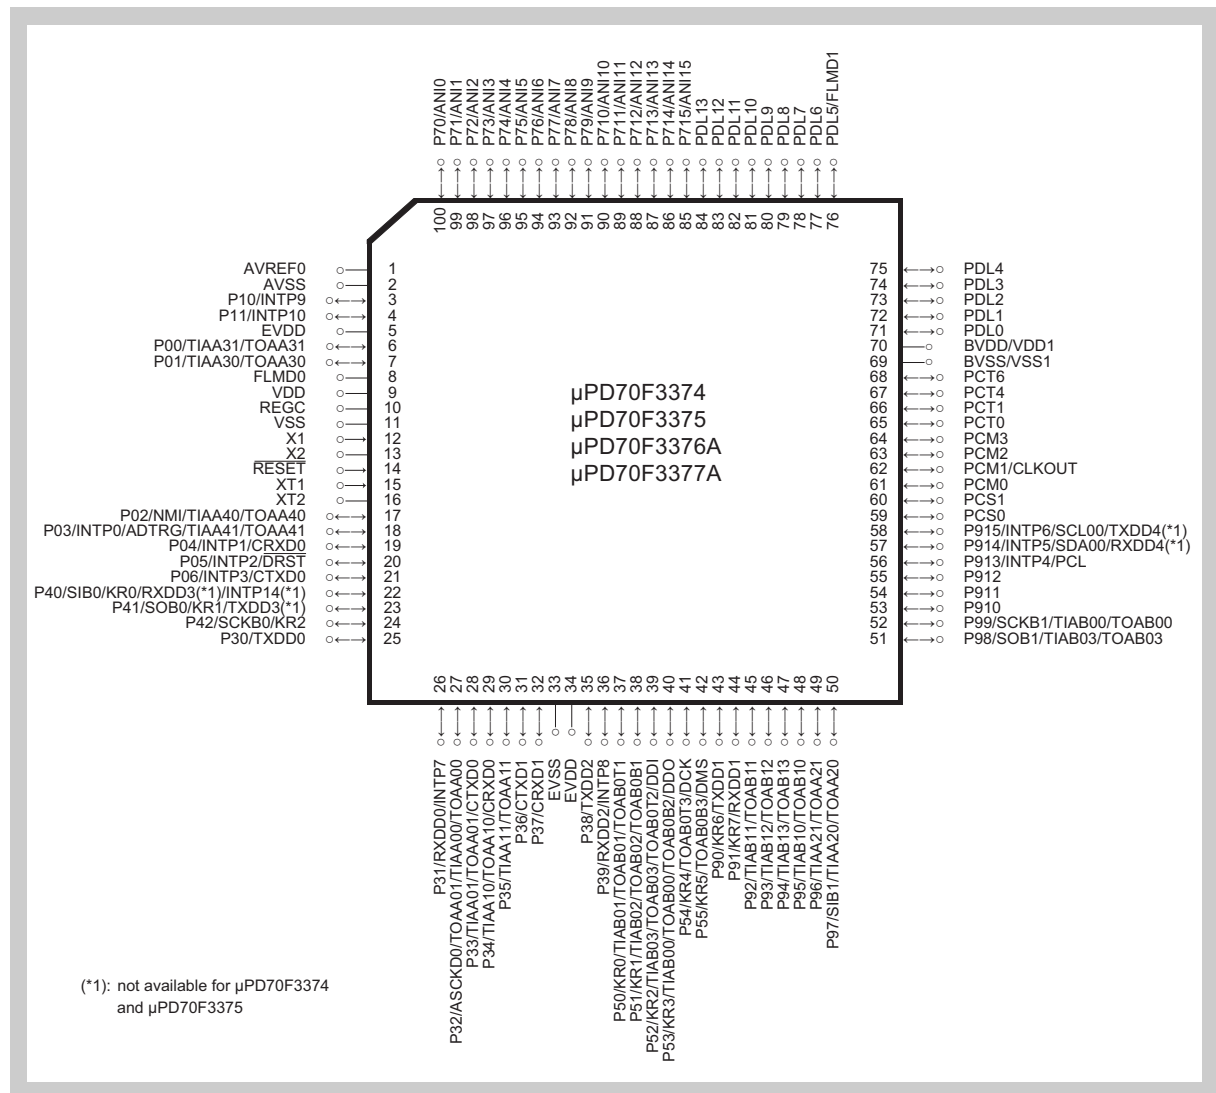 P70/ANI0
P71/ANI1
P72/ANI2
P73/ANI3
P74/ANI4
P75/ANI5
P76/ANI6
P77/ANI7
P78/ANI8
P79/ANI9
P710/ANI10
P711/ANI11
P712/ANI12
P713/ANI13
P714/ANI14
P715/ANI15
PDL13
PDL12
PDL11
PDL10
PDL9
PDL8
PDL7
PDL6
PDL5/FLMD1
100
99
98
97
96
95
94
93
92
91
90
89
88
87
86
85
84
83
82
81
80
79
78
77
76
AVREF0 1
AVSS 2
P10/INTP9 3
P11/INTP10 4
EVDD 5
P00/TIAA31/TOAA31 6
P01/TIAA30/TOAA30 7
FLMD0 8
VDD 9
REGC 10
VSS 11
X1 12
X2 13
RESET 14
XT1 15
XT2 16
P02/NMI/TIAA40/TOAA40 17
P03/INTP0/ADTRG/TIAA41/TOAA41 18
P04/INTP1/CRXD0 19
P05/INTP2/DRST 20
P06/INTP3/CTXD0 21
P40/SIB0/KR0/RXDD3(*1)/INTP14(*1) 22
P41/SOB0/KR1/TXDD3(*1) 23
P42/SCKB0/KR2 24
P30/TXDD0 25
µPD70F3374
µPD70F3375
µPD70F3376A
µPD70F3377A
75 PDL4
74 PDL3
73 PDL2
72 PDL1
71 PDL0
70 BVDD/VDD1
69 BVSS/VSS1
68 PCT6
67 PCT4
66 PCT1
65 PCT0
64 PCM3
63 PCM2
62 PCM1/CLKOUT
61 PCM0
60 PCS1
59 PCS0
58 P915/INTP6/SCL00/TXDD4(*1)
57 P914/INTP5/SDA00/RXDD4(*1)
56 P913/INTP4/PCL
55 P912
54 P911
53 P910
52 P99/SCKB1/TIAB00/TOAB00
51 P98/SOB1/TIAB03/TOAB03
26
27
28
29
30
31
32
33
34
35
36
37
38
39
40
41
42
43
44
45
46
47
48
49
50
P31/RXDD0/INTP7
P32/ASCKD0/TOAA01/TIAA00/TOAA00
P33/TIAA01/TOAA01/CTXD0
P34/TIAA10/TOAA10/CRXD0
P35/TIAA11/TOAA11
P36/CTXD1
P37/CRXD1
EVSS
EVDD
P38/TXDD2
P39/RXDD2/INTP8
P50/KR0/TIAB01/TOAB01/TOAB0T1
P51/KR1/TIAB02/TOAB02/TOAB0B1
P52/KR2/TIAB03/TOAB03/TOAB0T2/DDI
P53/KR3/TIAB00/TOAB00/TOAB0B2/DDO
P54/KR4/TOAB0T3/DCK
P55/KR5/TOAB0B3/DMS
P90/KR6/TXDD1
P91/KR7/RXDD1
P92/TIAB11/TOAB11
P93/TIAB12/TOAB12
P94/TIAB13/TOAB13
P95/TIAB10/TOAB10
P96/TIAA21/TOAA21
P97/SIB1/TIAA20/TOAA20
(*1): not available for µPD70F3374
and µPD70F3375